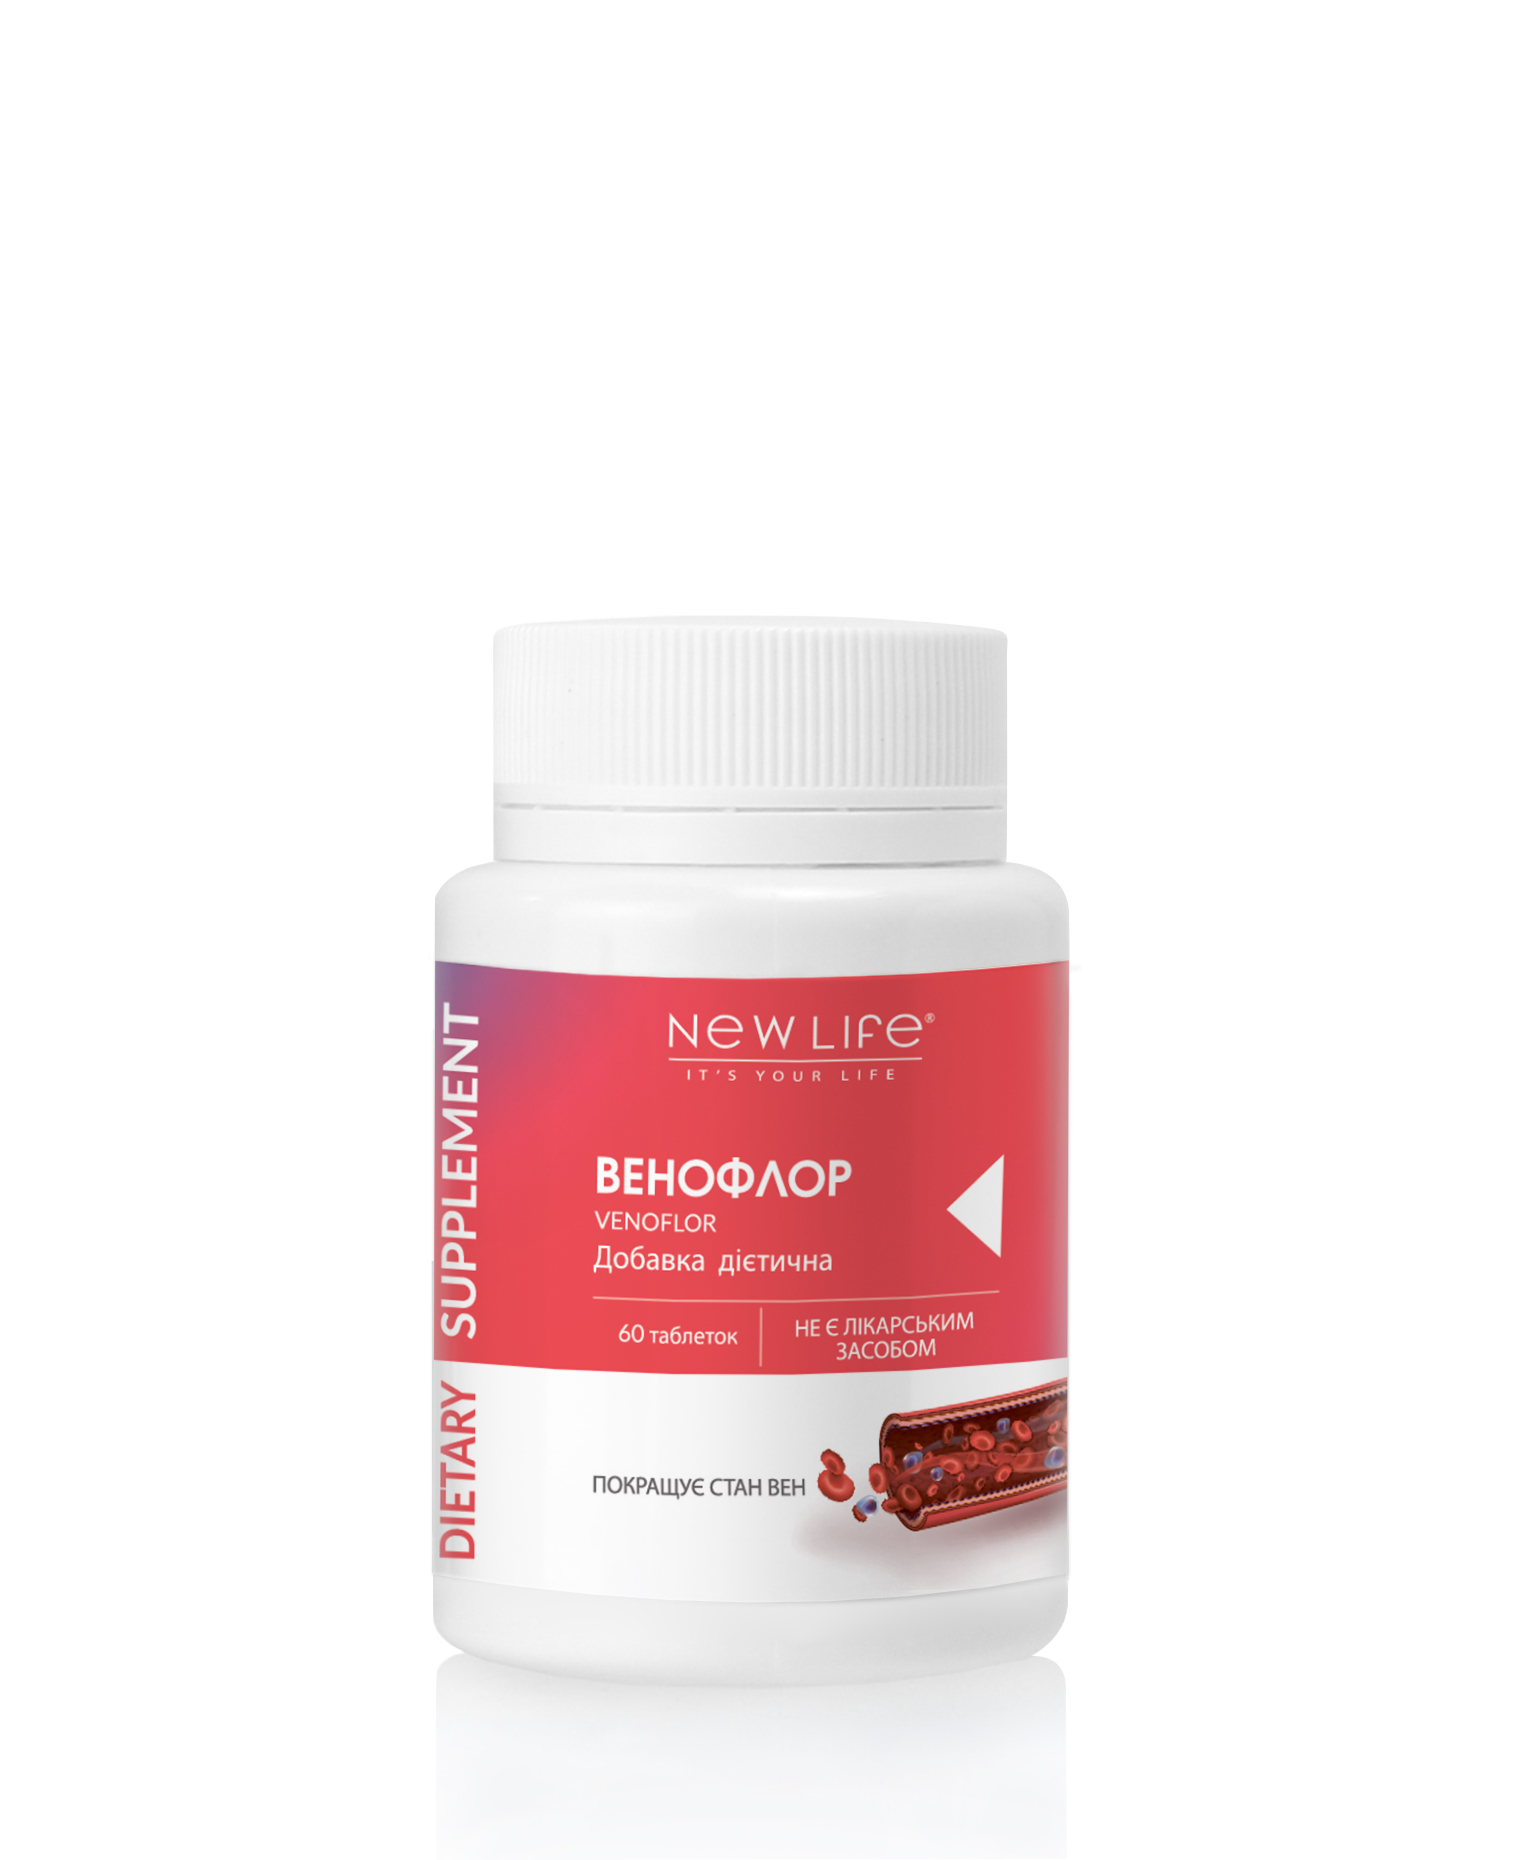 NEW LIFE®
IT'S YOUR LIFE
ВЕНОФЛОР
VENOFLOR
Добавка дієтична
60 таблеток
НЕ Є ЛІКАРСЬКИМ
ЗАСОБОМ
ПОКРАЩУЄ СТАН ВЕН
DIETARY SUPPLEMENT